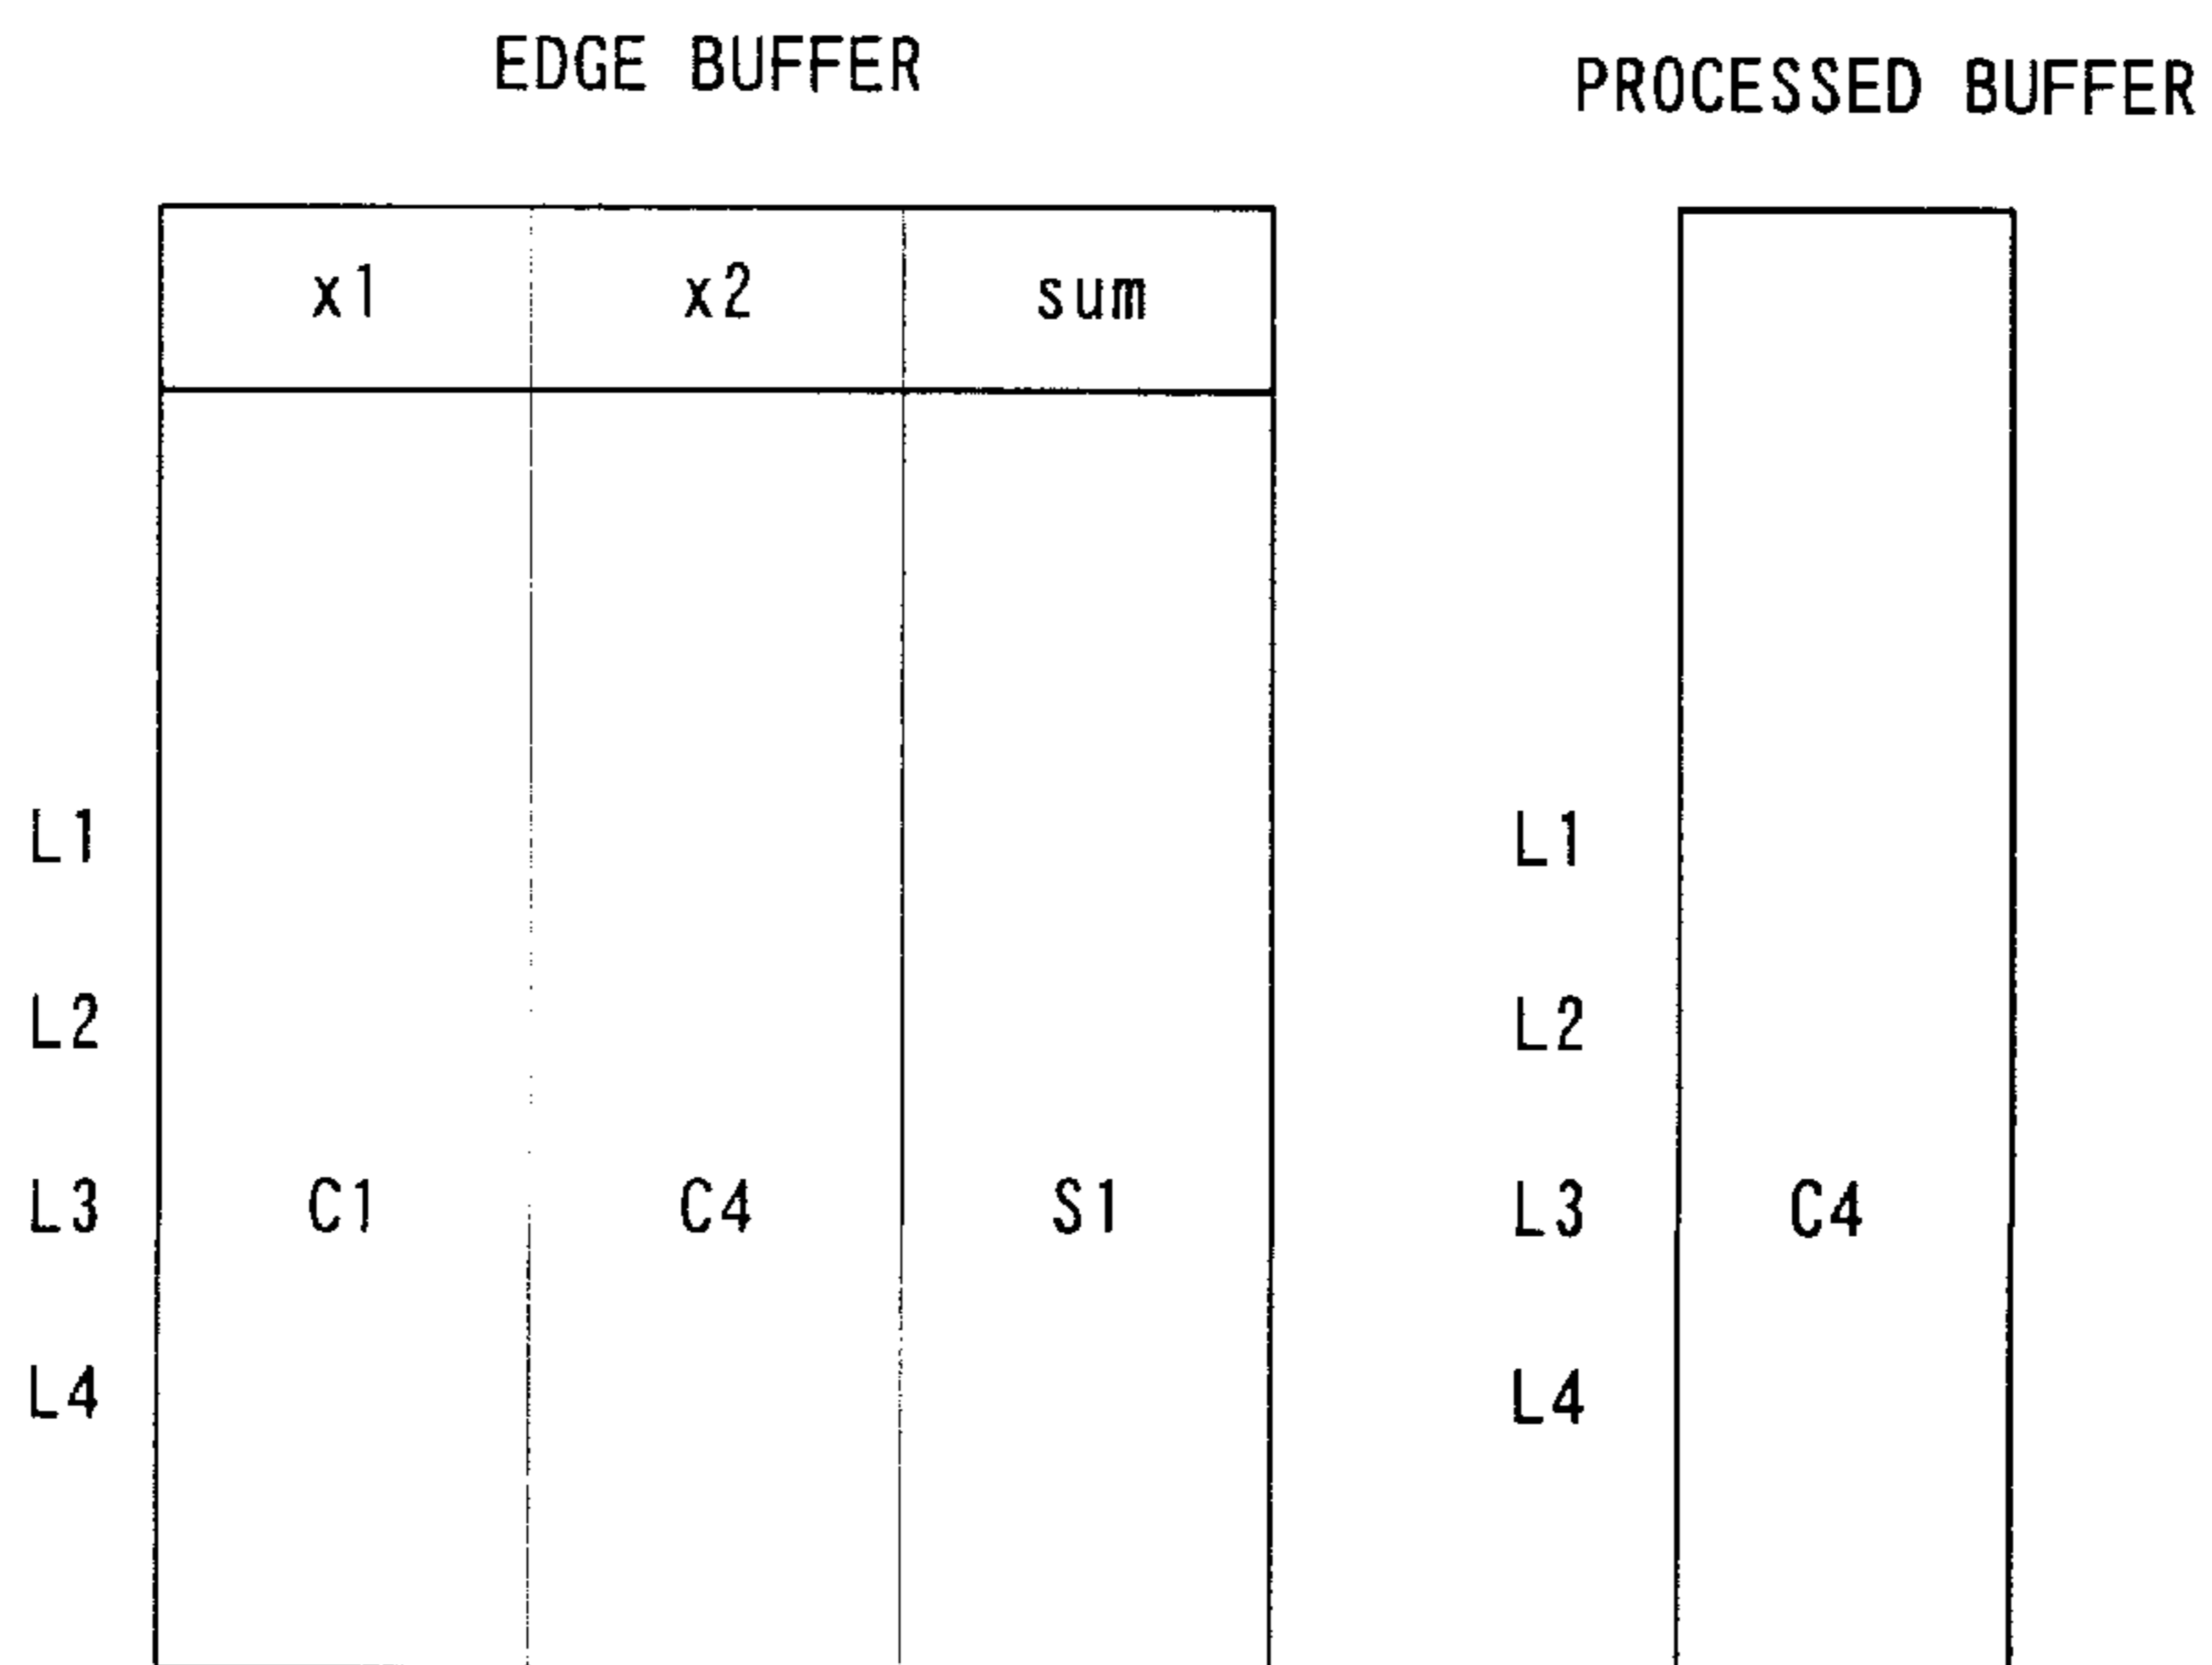 EDGE BUFFER
PROCESSED BUFFER
x1 x2 sum
L1 L1
L2 L2
L3 C1 C4 S1 L3 C4
L4 L4